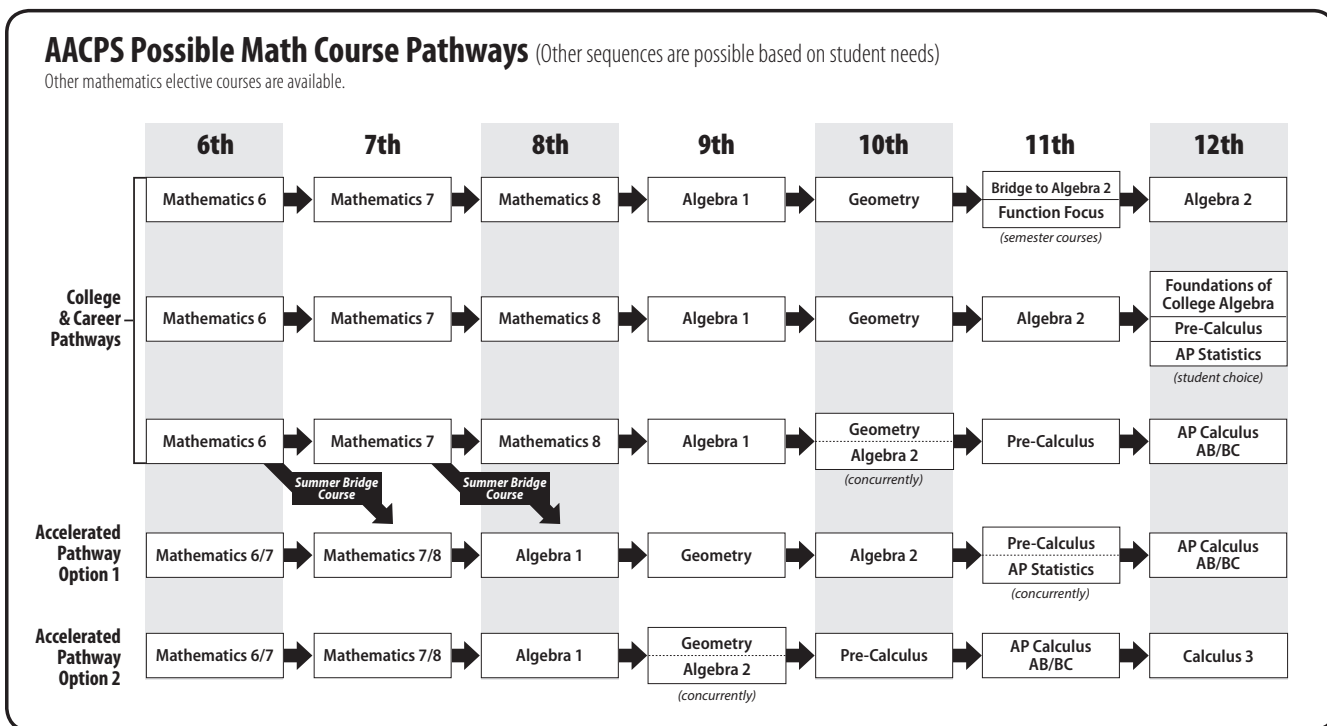 AACPS Possible Math Course Pathways (Other sequences are possible based on student needs)
Other mathematics elective courses are available.
6th 7th 8th 9th 10th 11th 12th
College
& Career
Pathways
Mathematics 6
Mathematics 7
Mathematics 8
Algebra 1
Geometry
Bridge to Algebra 2
Function Focus
(semester courses)
Algebra 2
Mathematics 6
Mathematics 7
Mathematics 8
Algebra 1
Geometry
Algebra 2
Foundations of
College Algebra
Pre-Calculus
AP Statistics
(student choice)
Mathematics 6
Mathematics 7
Mathematics 8
Algebra 1
Geometry
Algebra 2
(concurrently)
Pre-Calculus
AP Calculus
AB/BC
Summer Bridge
Course
Summer Bridge
Course
Accelerated
Pathway
Option 1
Mathematics 6/7
Mathematics 7/8
Algebra 1
Geometry
Algebra 2
Pre-Calculus
AP Statistics
(concurrently)
AP Calculus
AB/BC
Accelerated
Pathway
Option 2
Mathematics 6/7
Mathematics 7/8
Algebra 1
Geometry
Algebra 2
(concurrently)
Pre-Calculus
AP Calculus
AB/BC
Calculus 3